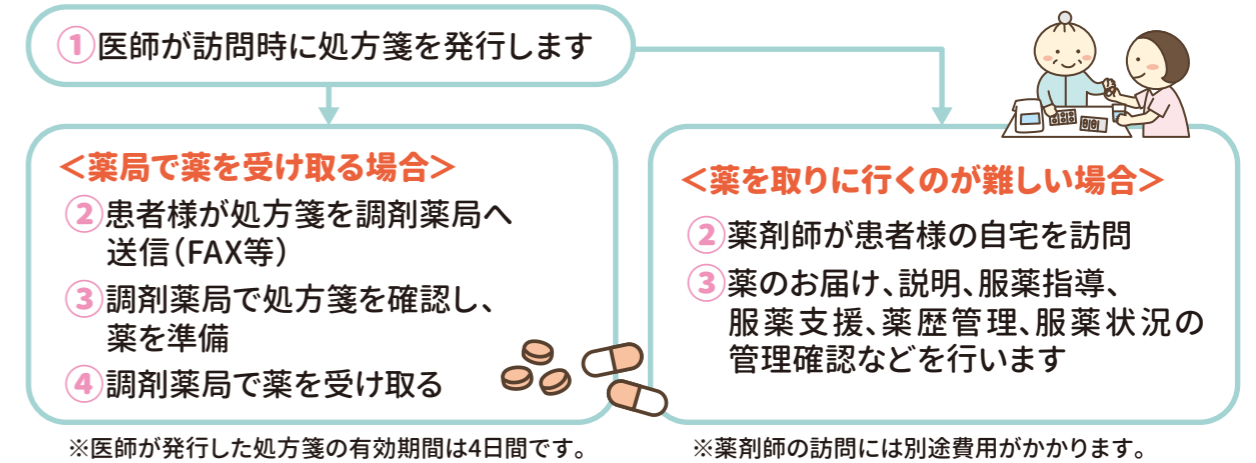 ①医師が訪問時に処方箋を発行します
＜薬局で薬を受け取る場合＞
②患者様が処方箋を調剤薬局へ
送信（FAX等）
③調剤薬局で処方箋を確認し、
薬を準備
④調剤薬局で薬を受け取る
※医師が発行した処方箋の有効期間は4日間です。
＜薬を取りに行くのが難しい場合＞
②薬剤師が患者様の自宅を訪問
③薬のお届け、説明、服薬指導、
服薬支援、薬歴管理、服薬状況の
管理確認などを行います
※薬剤師の訪問には別途費用がかかります。